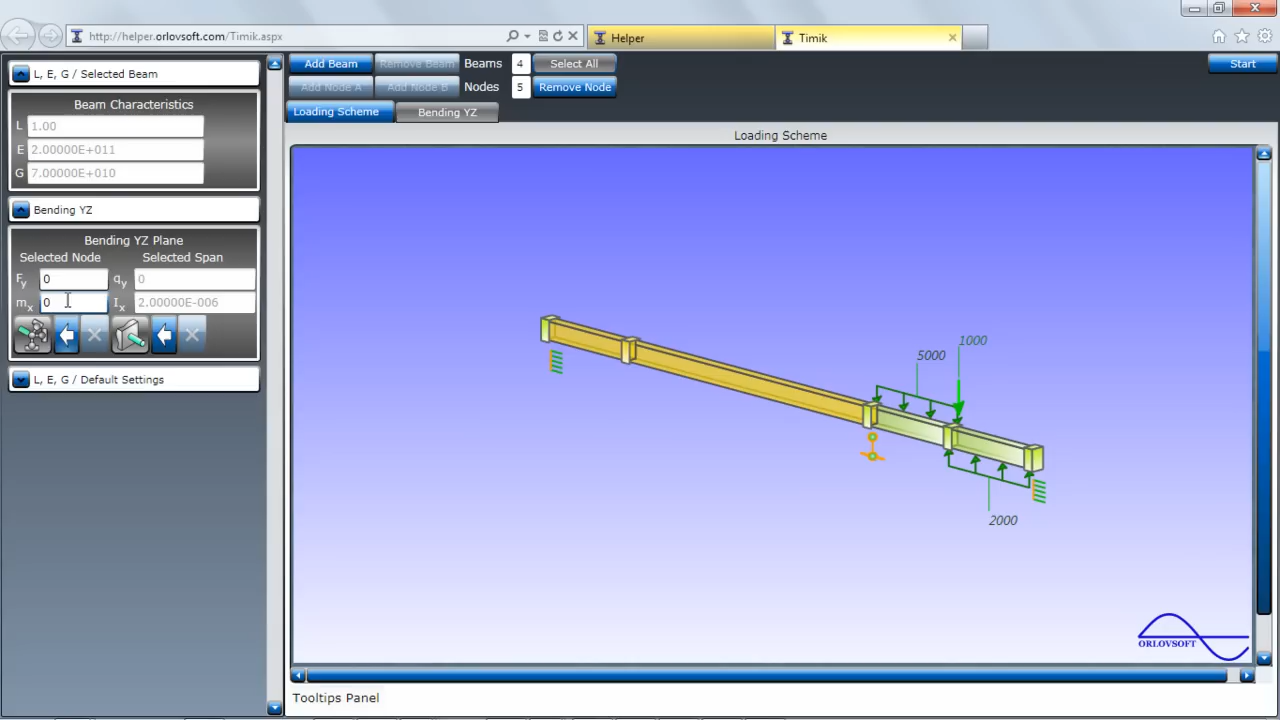 http://helper.orlovsoft.com/Timik.aspx
Helper
Timik
L, E, G / Selected Beam
Beam Characteristics
L 1.00
E 2.00000E+011
G 7.00000E+010
Bending YZ
Bending YZ Plane
Selected Node Selected Span
Fy 0 qy 0
mx 0 Ix 2.00000E-006
L, E, G / Default Settings
Add Beam Remove Beam Beams 4 Select All
Add Node A Add Node B Nodes 5 Remove Node
Start
Loading Scheme Bending YZ
Loading Scheme
1000
5000
2000
ORLOVSOFT
Tooltips Panel